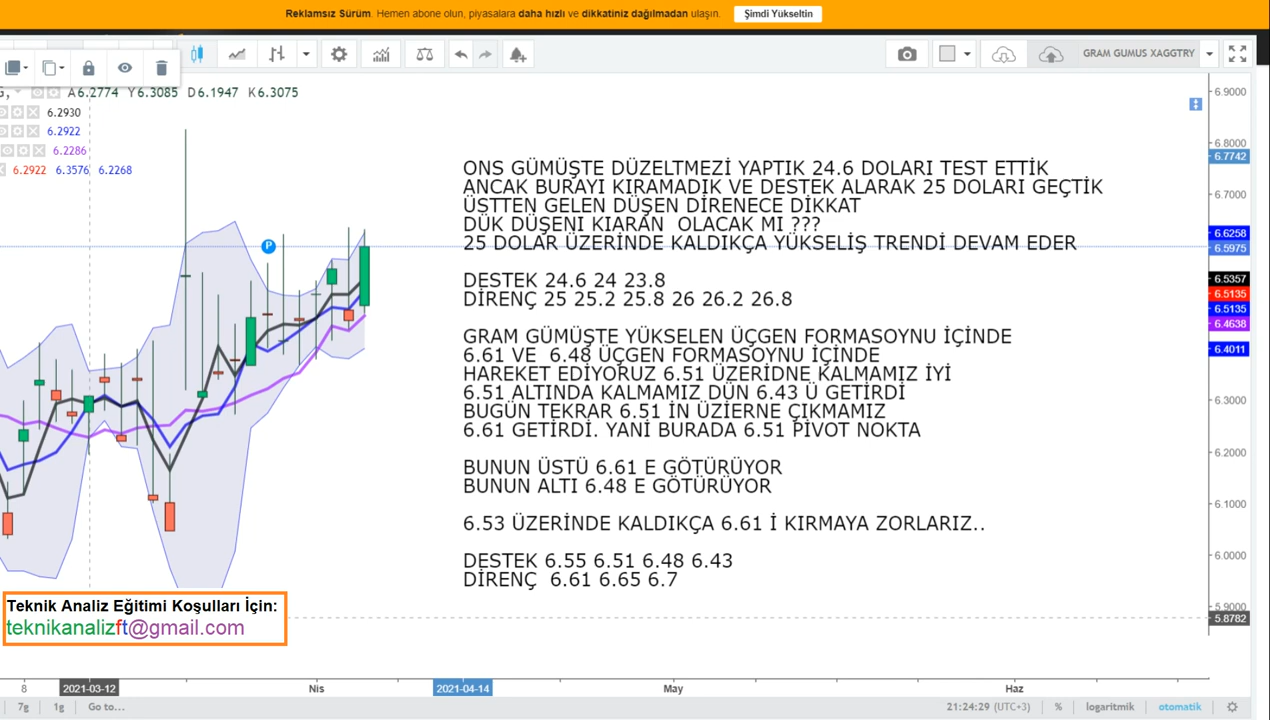 Reklamsız Sürüm. Hemen abone olun, piyasalara daha hızlı ve dikkatiniz dağılmadan ulaşın. Şimdi Yükseltin
GRAM GUMUS XAGGTRY
A6.2774 Y6.3085 D6.1947 K6.3075
6.2930
6.2922
6.2286
6.2922 6.3576 6.2268
ONS GÜMÜŞTE DÜZELTMEZİ YAPTIK 24.6 DOLARI TEST ETTİK
ANCAK BURAYI KIRAMADIK VE DESTEK ALARAK 25 DOLARI GEÇTİK
ÜSTTEN GELEN DÜŞEN DİRENECE DİKKAT
DÜK DÜŞENI KIARAN OLACAK MI ???
25 DOLAR ÜZERİNDE KALDIKÇA YÜKSELİŞ TRENDİ DEVAM EDER
DESTEK 24.6 24 23.8
DİRENÇ 25 25.2 25.8 26 26.2 26.8
GRAM GÜMÜŞTE YÜKSELEN ÜÇGEN FORMASOYNU İÇİNDE
6.61 VE 6.48 ÜÇGEN FORMASOYNU İÇİNDE
HAREKET EDİYORUZ 6.51 ÜZERİDNE KALMAMIZ İYİ
6.51 ALTINDA KALMAMIZ DÜN 6.43 Ü GETİRDİ
BUGÜN TEKRAR 6.51 İN ÜZİERNE ÇIKMAMIZ
6.61 GETİRDİ. YANİ BURADA 6.51 PİVOT NOKTA
BUNUN ÜSTÜ 6.61 E GÖTÜRÜYOR
BUNUN ALTI 6.48 E GÖTÜRÜYOR
6.53 ÜZERİNDE KALDIKÇA 6.61 İ KIRMAYA ZORLARIZ..
DESTEK 6.55 6.51 6.48 6.43
DİRENÇ 6.61 6.65 6.7
P
6.9000
6.8000
6.7742
6.7000
6.6258
6.5975
6.5357
6.5135
6.5135
6.4638
6.4011
6.3000
6.2000
6.1000
6.0000
5.9000
5.8782
Teknik Analiz Eğitimi Koşulları İçin:
teknikanalizft@gmail.com
8 2021-03-12 Nis 2021-04-14 May Haz
7g 1g Go to... 21:24:29 (UTC+3) % logaritmik otomatik